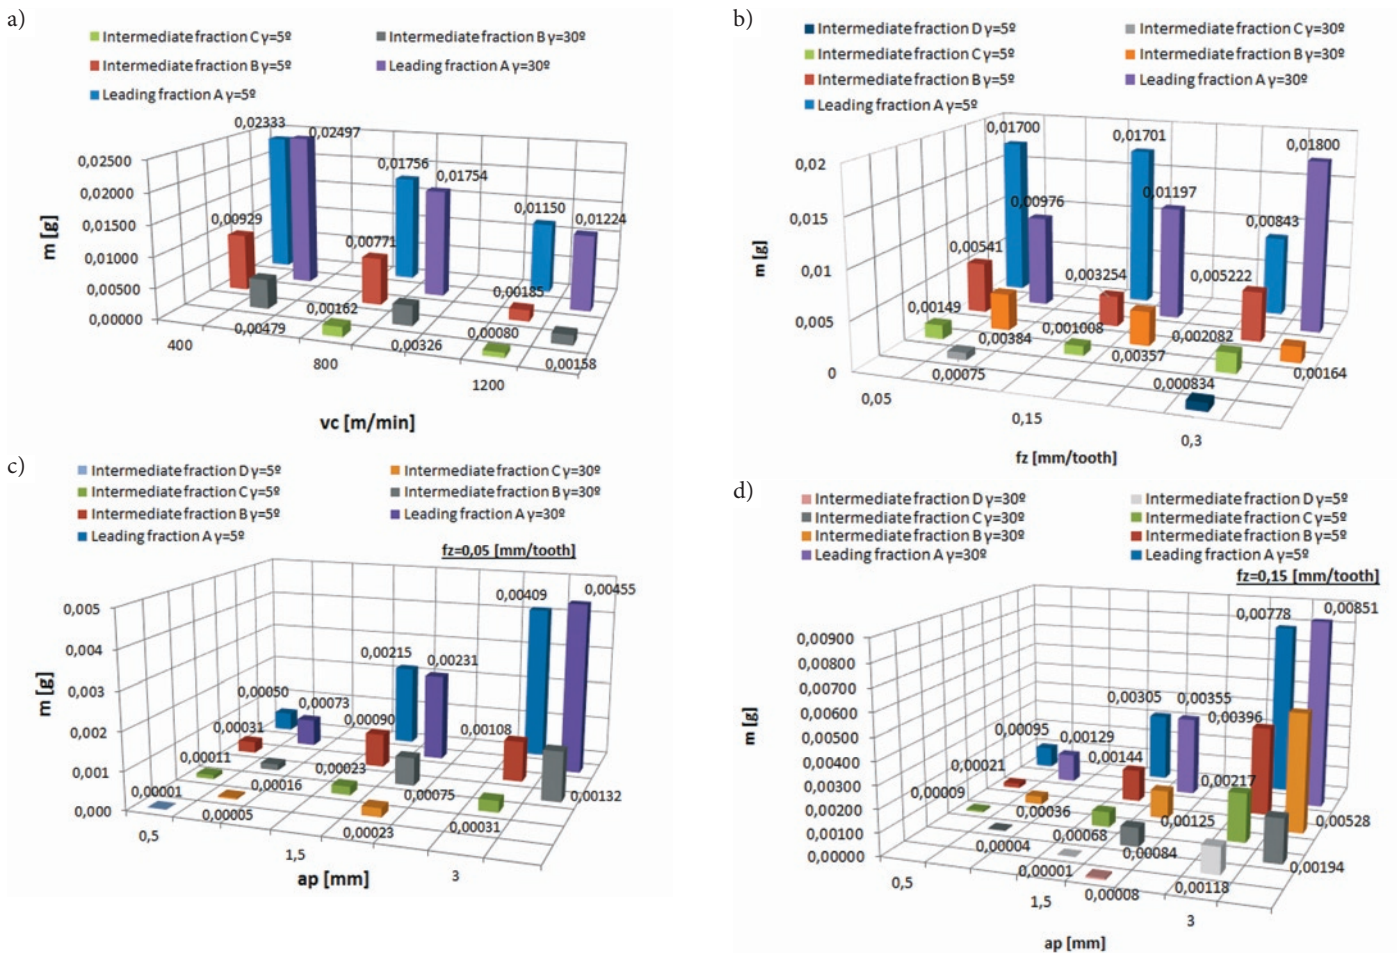 a)
Intermediate fraction C γ=5º
Intermediate fraction B γ=30º
Intermediate fraction B γ=5º
Leading fraction A γ=30º
Leading fraction A γ=5º
0,02333
0,02497
0,01756
0,01754
0,01150
0,01224
0,00929
0,00771
0,00185
0,00479
0,00162
0,00326
0,00080
0,00158
0,02500
0,02000
0,01500
0,01000
0,00500
0,00000
m [g]
400
800
1200
vc [m/min]
b)
Intermediate fraction D γ=5º
Intermediate fraction C γ=30º
Intermediate fraction C γ=5º
Intermediate fraction B γ=30º
Intermediate fraction B γ=5º
Leading fraction A γ=30º
Leading fraction A γ=5º
0,01700
0,01701
0,01800
0,00976
0,01197
0,00843
0,00541
0,003254
0,005222
0,00149
0,00384
0,001008
0,00357
0,002082
0,00164
0,00075
0,000834
0,02
0,015
0,01
0,005
0
m [g]
0,05
0,15
0,3
fz [mm/tooth]
c)
Intermediate fraction D γ=5º
Intermediate fraction C γ=30º
Intermediate fraction C γ=5º
Intermediate fraction B γ=30º
Intermediate fraction B γ=5º
Leading fraction A γ=30º
Leading fraction A γ=5º
fz=0,05 [mm/tooth]
0,00409
0,00455
0,00215
0,00231
0,00050
0,00073
0,00031
0,00090
0,00108
0,00011
0,00016
0,00023
0,00075
0,00132
0,00001
0,00005
0,00023
0,00031
0,005
0,004
0,003
0,002
0,001
0,000
m [g]
0,5
1,5
3
ap [mm]
d)
Intermediate fraction D γ=30º
Intermediate fraction D γ=5º
Intermediate fraction C γ=30º
Intermediate fraction C γ=5º
Intermediate fraction B γ=30º
Intermediate fraction B γ=5º
Leading fraction A γ=30º
Leading fraction A γ=5º
fz=0,15 [mm/tooth]
0,00778
0,00851
0,00305
0,00355
0,00396
0,00095
0,00129
0,00144
0,00217
0,00021
0,00036
0,00125
0,00528
0,00009
0,00004
0,00068
0,00084
0,00194
0,00001
0,00008
0,00118
0,00900
0,00800
0,00700
0,00600
0,00500
0,00400
0,00300
0,00200
0,00100
0,00000
m [g]
0,5
1,5
3
ap [mm]